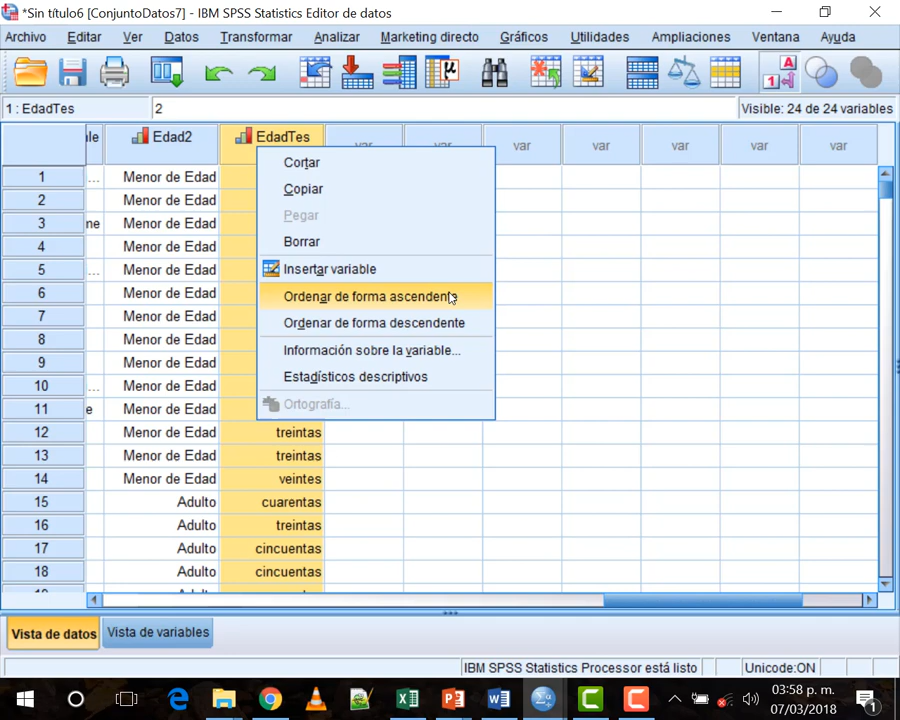 *Sin título6 [ConjuntoDatos7] - IBM SPSS Statistics Editor de datos
Archivo Editar Ver Datos Transformar Analizar Marketing directo Gráficos Utilidades Ampliaciones Ventana Ayuda
1 : EdadTes 2 Visible: 24 de 24 variables
le Edad2 EdadTes var var var var var var var
1 ... Menor de Edad
2 Menor de Edad
3 ne Menor de Edad
4 Menor de Edad
5 ... Menor de Edad
6 Menor de Edad
7 Menor de Edad
8 Menor de Edad
9 Menor de Edad
10 ... Menor de Edad
11 e Menor de Edad
12 Menor de Edad treintas
13 Menor de Edad treintas
14 Menor de Edad veintes
15 Adulto cuarentas
16 Adulto treintas
17 Adulto cincuentas
18 Adulto cincuentas
Cortar
Copiar
Pegar
Borrar
Insertar variable
Ordenar de forma ascendente
Ordenar de forma descendente
Información sobre la variable...
Estadísticos descriptivos
Ortografía...
Vista de datos Vista de variables
IBM SPSS Statistics Processor está listo Unicode:ON
03:58 p. m.
07/03/2018
1